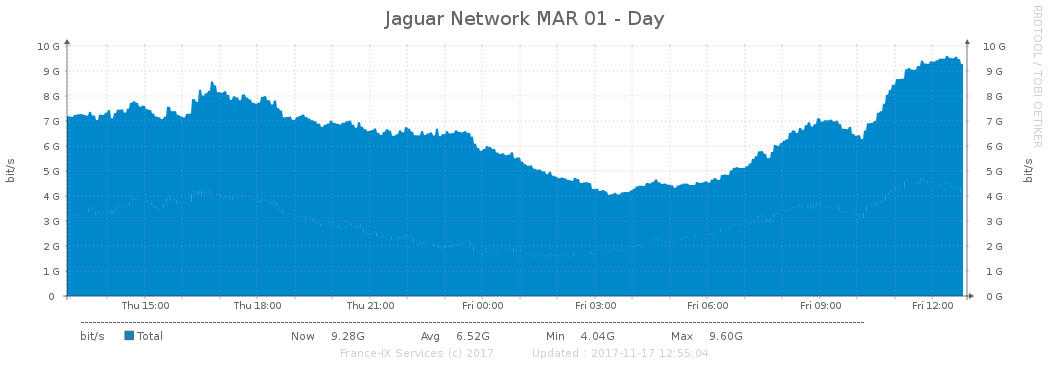 Jaguar Network MAR 01 - Day
RRDTOOL / TOBI OETIKER
bit/s
10 G
9 G
8 G
7 G
6 G
5 G
4 G
3 G
2 G
1 G
0
10 G
9 G
8 G
7 G
6 G
5 G
4 G
3 G
2 G
1 G
0 G
bit/s
Thu 15:00 Thu 18:00 Thu 21:00 Fri 00:00 Fri 03:00 Fri 06:00 Fri 09:00 Fri 12:00
bit/s Total Now 9.28G Avg 6.52G Min 4.04G Max 9.60G
France-IX Services (c) 2017 Updated : 2017-11-17 12:55:04